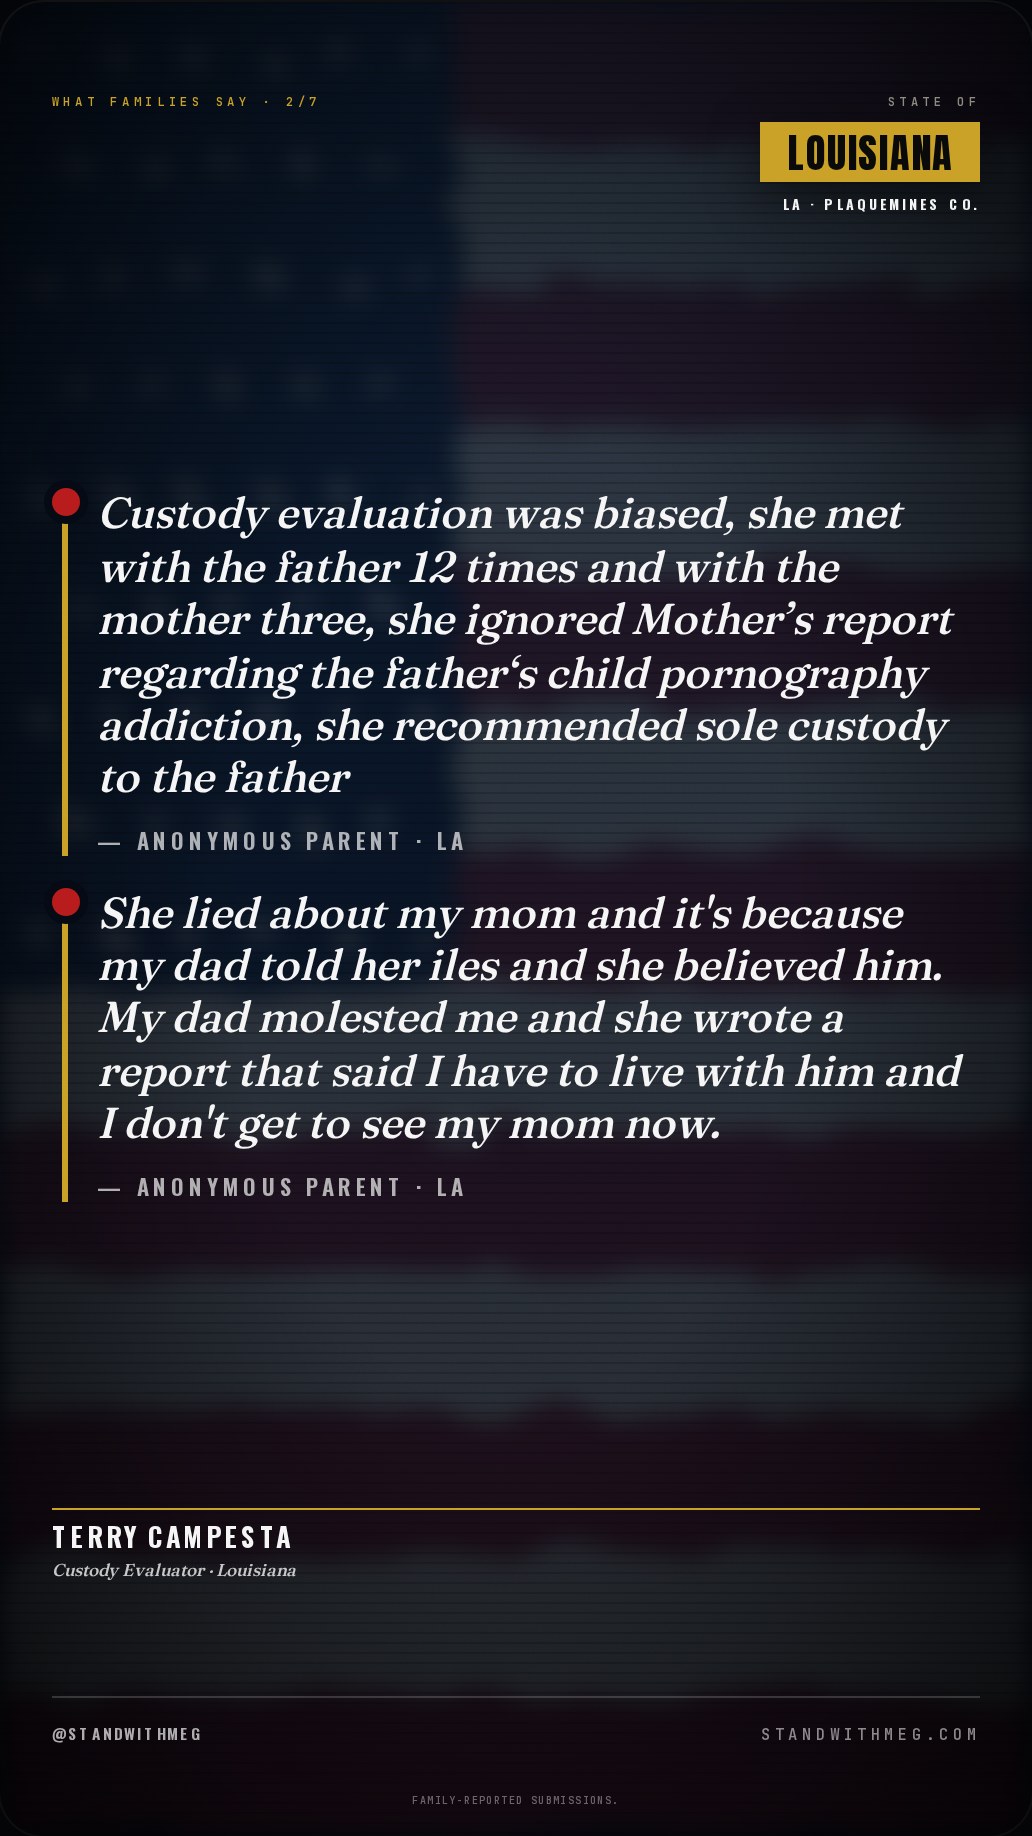 WHAT FAMILIES SAY · 2/7
STATE OF
LOUISIANA
LA · PLAQUEMINES CO.
Custody evaluation was biased, she met
with the father 12 times and with the
mother three, she ignored Mother’s report
regarding the father‘s child pornography
addiction, she recommended sole custody
to the father
— ANONYMOUS PARENT · LA
She lied about my mom and it's because
my dad told her iles and she believed him.
My dad molested me and she wrote a
report that said I have to live with him and
I don't get to see my mom now.
— ANONYMOUS PARENT · LA
TERRY CAMPESTA
Custody Evaluator · Louisiana
@STANDWITHMEG
STANDWITHMEG.COM
FAMILY-REPORTED SUBMISSIONS.